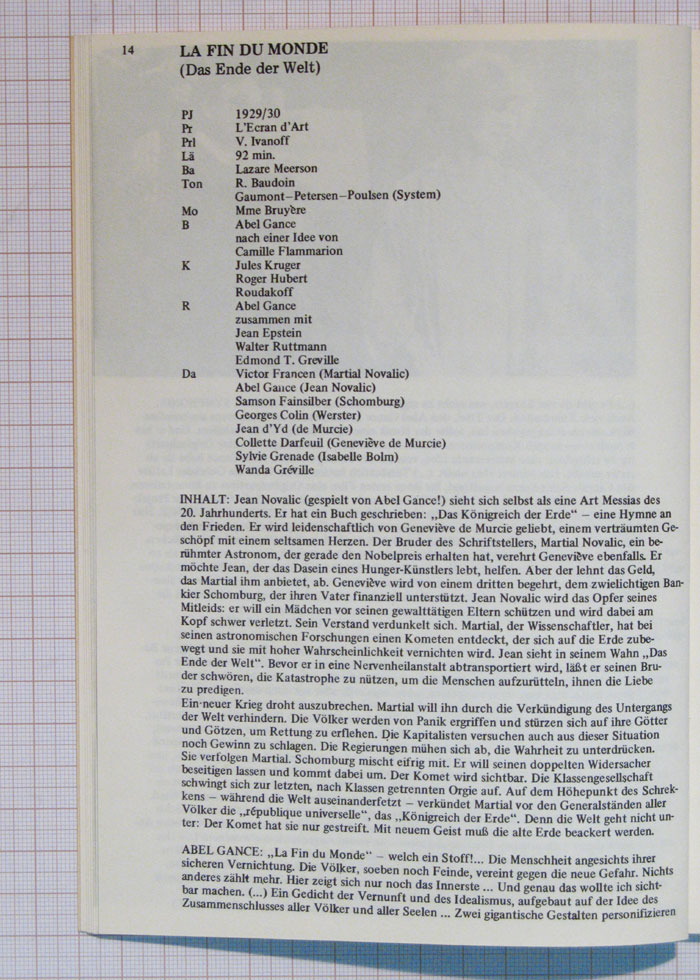 14
LA FIN DU MONDE
(Das Ende der Welt)
PJ 1929/30
Pr L'Ecran d'Art
Prl V. Ivanoff
Lä 92 min.
Ba Lazare Meerson
Ton R. Baudoin
Gaumont–Petersen–Poulsen (System)
Mo Mme Bruyère
B Abel Gance
nach einer Idee von
Camille Flammarion
K Jules Kruger
Roger Hubert
Roudakoff
R Abel Gance
zusammen mit
Jean Epstein
Walter Ruttmann
Edmond T. Greville
Da Victor Francen (Martial Novalic)
Abel Gance (Jean Novalic)
Samson Fainsilber (Schomburg)
Georges Colin (Werster)
Jean d'Yd (de Murcie)
Collette Darfeuil (Geneviève de Murcie)
Sylvie Grenade (Isabelle Bolm)
Wanda Gréville
INHALT: Jean Novalic (gespielt von Abel Gance!) sieht sich selbst als eine Art Messias des
20. Jahrhunderts. Er hat ein Buch geschrieben: „Das Königreich der Erde“ – eine Hymne an
den Frieden. Er wird leidenschaftlich von Geneviève de Murcie geliebt, einem verträumten Ge-
schöpf mit einem seltsamen Herzen. Der Bruder des Schriftstellers, Martial Novalic, ein be-
rühmter Astronom, der gerade den Nobelpreis erhalten hat, verehrt Geneviève ebenfalls. Er
möchte Jean, der das Dasein eines Hunger-Künstlers lebt, helfen. Aber der lehnt das Geld,
das Martial ihm anbietet, ab. Geneviève wird von einem dritten begehrt, dem zwielichtigen Ban-
kier Schomburg, der ihren Vater finanziell unterstützt. Jean Novalic wird das Opfer seines
Mitleids: er will ein Mädchen vor seinen gewalttätigen Eltern schützen und wird dabei am
Kopf schwer verletzt. Sein Verstand verdunkelt sich. Martial, der Wissenschaftler, hat bei
seinen astronomischen Forschungen einen Kometen entdeckt, der sich auf die Erde zube-
wegt und sie mit hoher Wahrscheinlichkeit vernichten wird. Jean sieht in seinem Wahn „Das
Ende der Welt“. Bevor er in eine Nervenheilanstalt abtransportiert wird, läßt er seinen Bru-
der schwören, die Katastrophe zu nützen, um die Menschen aufzurütteln, ihnen die Liebe
zu predigen.
Ein neuer Krieg droht auszubrechen. Martial will ihn durch die Verkündigung des Untergangs
der Welt verhindern. Die Völker werden von Panik ergriffen und stürzen sich auf ihre Götter
und Götzen, um Rettung zu erflehen. Die Kapitalisten versuchen auch aus dieser Situation
noch Gewinn zu schlagen. Die Regierungen mühen sich ab, die Wahrheit zu unterdrücken.
Sie verfolgen Martial. Schomburg mischt eifrig mit. Er will seinen doppelten Widersacher
beseitigen lassen und kommt dabei um. Der Komet wird sichtbar. Die Klassengesellschaft
schwingt sich zur letzten, nach Klassen getrennten Orgie auf. Auf dem Höhepunkt des Schrek-
kens – während die Welt auseinanderfetzt – verkündet Martial vor den Generalständen aller
Völker die „république universelle“, das „Königreich der Erde“. Denn die Welt geht nicht un-
ter: Der Komet hat sie nur gestreift. Mit neuem Geist muß die alte Erde beackert werden.
ABEL GANCE: „La Fin du Monde“ – welch ein Stoff!... Die Menschheit angesichts ihrer
sicheren Vernichtung. Die Völker, soeben noch Feinde, vereint gegen die neue Gefahr. Nichts
anderes zählt mehr. Hier zeigt sich nur noch das Innerste ... Und genau das wollte ich sicht-
bar machen. (...) Ein Gedicht der Vernunft und des Idealismus, aufgebaut auf der Idee des
Zusammenschlusses aller Völker und aller Seelen ... Zwei gigantische Gestalten personifizieren